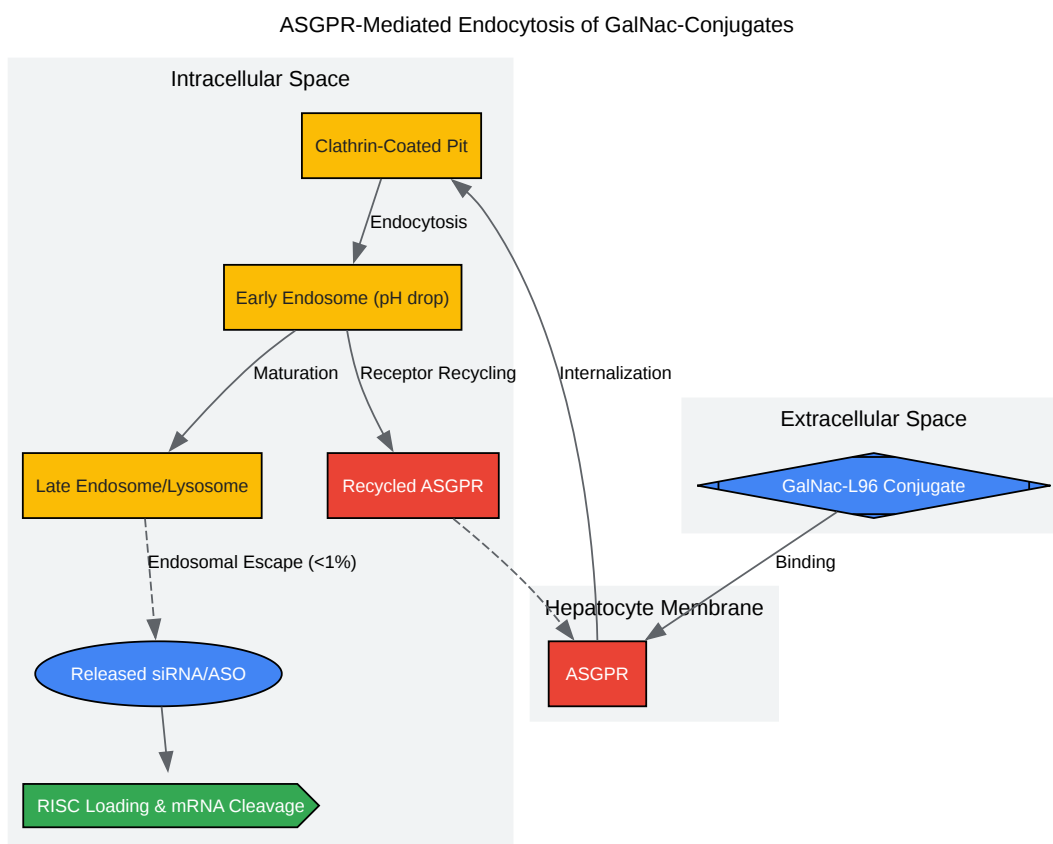 ASGPR-Mediated Endocytosis of GalNac-Conjugates
Intracellular Space
Clathrin-Coated Pit
Endocytosis
Early Endosome (pH drop)
Maturation
Receptor Recycling
Internalization
Extracellular Space
Late Endosome/Lysosome
Recycled ASGPR
GalNac-L96 Conjugate
Endosomal Escape (<1%)
Binding
Hepatocyte Membrane
Released siRNA/ASO
ASGPR
RISC Loading & mRNA Cleavage